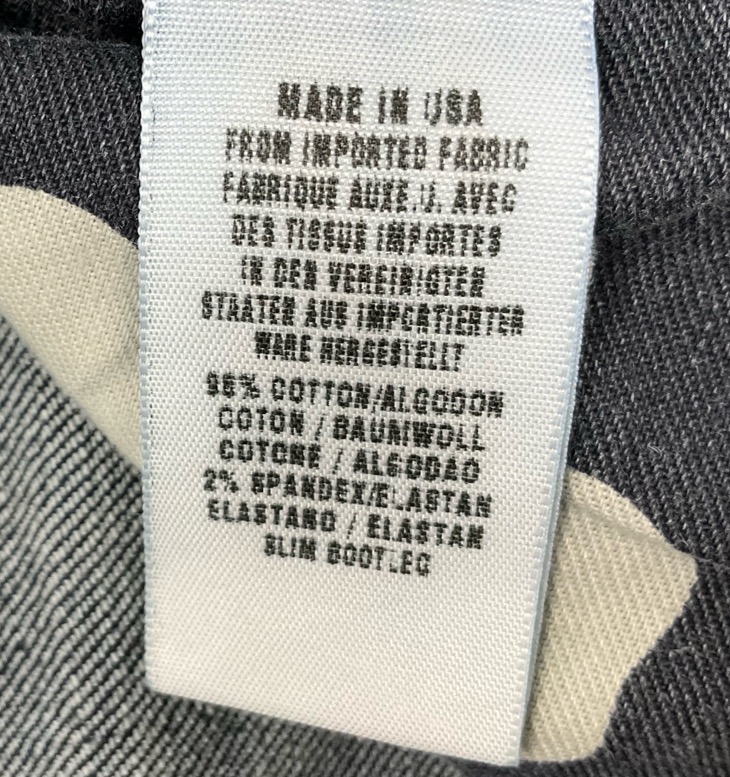 MADE IN USA
FROM IMPORTED FABRIC
FABRIQUE AUX E.U. AVEC
DES TISSUS IMPORTES
IN DEN VEREINIGTEN
STAATEN AUS IMPORTIERTER
WARE HERGESTELLT
98% COTTON/ALGODON
COTON / BAUMWOLL
COTONE / ALGODAO
2% SPANDEX/ELASTAN
ELASTANO / ELASTAN
SLIM BOOTLEG